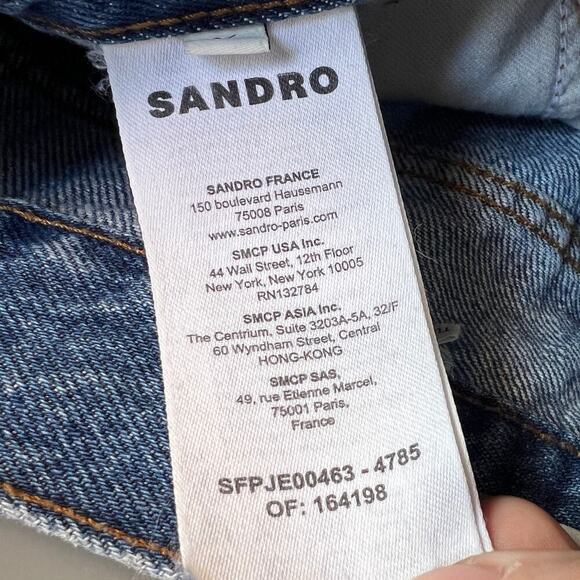 SANDRO
SANDRO FRANCE
150 boulevard Haussmann
75008 Paris
www.sandro-paris.com
SMCP USA Inc.
44 Wall Street, 12th Floor
New York, New York 10005
RN132784
SMCP ASIA Inc.
The Centrium, Suite 3203A-5A, 32/F
60 Wyndham Street, Central
HONG-KONG
SMCP SAS,
49, rue Etienne Marcel,
75001 Paris,
France
SFPJE00463 - 4785
OF: 164198